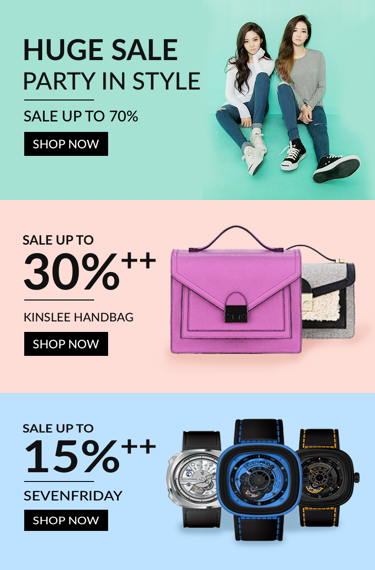 HUGE SALE
PARTY IN STYLE
SALE UP TO 70%
SHOP NOW
SALE UP TO
30%++
KINSLEE HANDBAG
SHOP NOW
SALE UP TO
15%++
SEVENFRIDAY
SHOP NOW